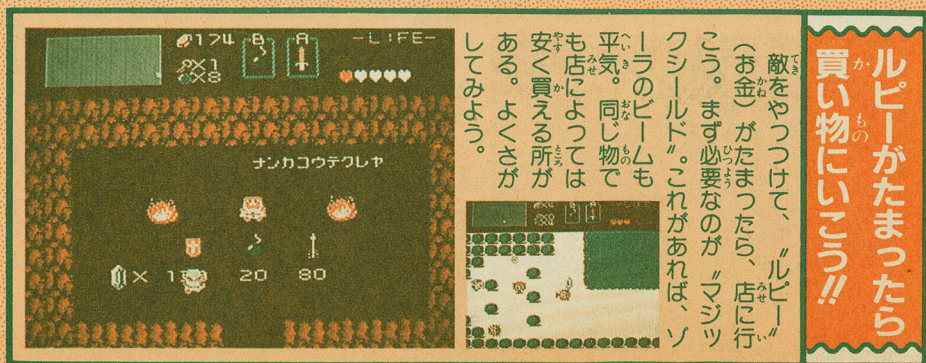 ルピーがたまったら
買い物にいこう!!
敵をやっつけて、〝ルピー〟
(お金)がたまったら、店に行
こう。まず必要なのが〝マジッ
クシールド〟。これがあれば、ゾ
ーラのビームも
平気。同じ物で
も店によっては
安く買える所が
ある。よくさが
してみよう。
174 B A -LIFE-
X1
X8
ナンカコウテクレヤ
X 20 80